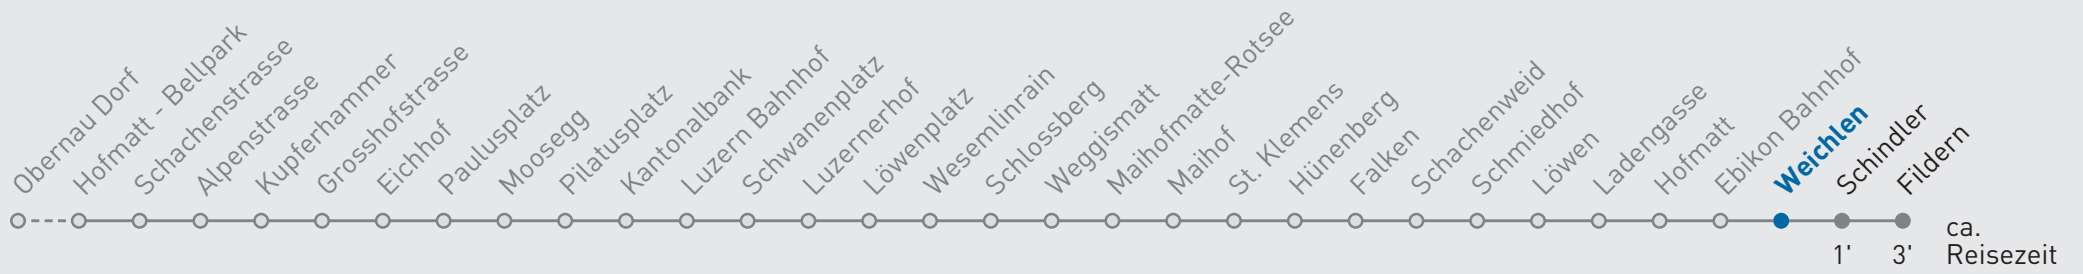 Obernau Dorf
Hofmatt - Bellpark
Schachenstrasse
Alpenstrasse
Kupferhammer
Grosshofstrasse
Eichhof
Paulusplatz
Moosegg
Pilatusplatz
Kantonalbank
Luzern Bahnhof
Schwanenplatz
Luzernerhof
Löwenplatz
Wesemlinrain
Schlossberg
Weggismatt
Maihofmatte-Rotsee
Maihof
St. Klemens
Hünenberg
Falken
Schachenweid
Schmiedhof
Löwen
Ladengasse
Hofmatt
Ebikon Bahnhof
Weichlen
Schindler
Fildern
ca.
1' 3' Reisezeit